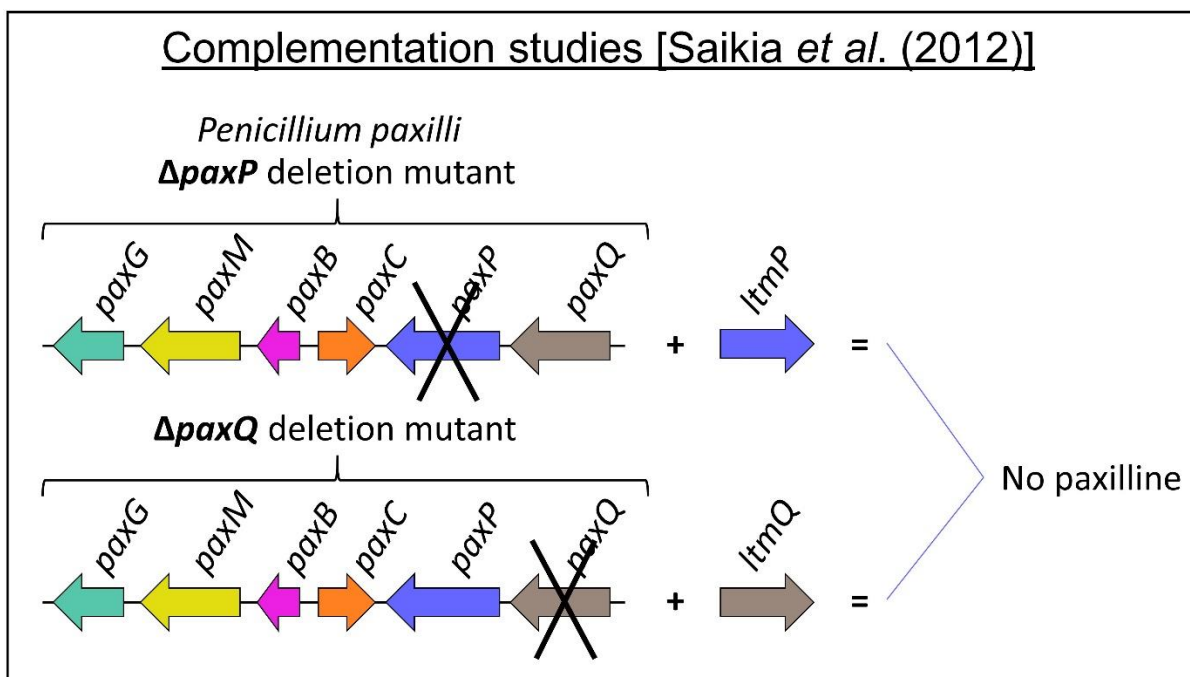 Complementation studies [Saikia et al. (2012)]
Penicillium paxilli
ΔpaxP deletion mutant
paxG paxM paxB paxC paxP paxQ ltmP
+ =
ΔpaxQ deletion mutant
No paxilline
paxG paxM paxB paxC paxP paxQ ltmQ
+ =